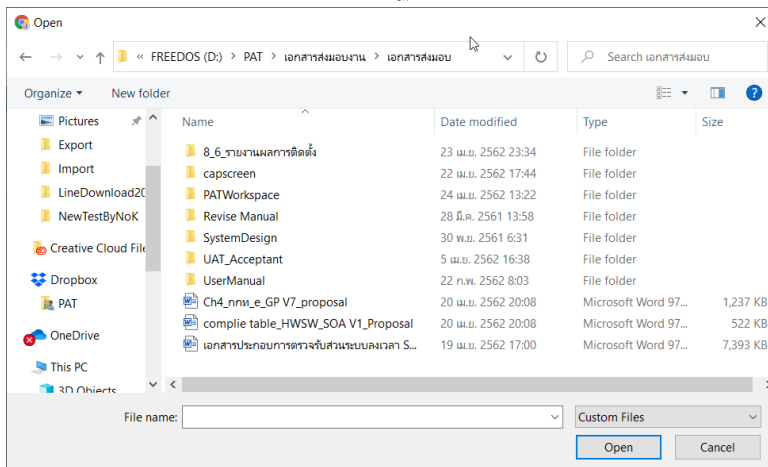 Open
« FREEDOS (D:) > PAT > เอกสารส่งมอบงาน > เอกสารส่งมอบ
Search เอกสารส่งมอบ
Organize
New folder
Pictures
Export
Import
LineDownload20
NewTestByNoK
Creative Cloud File
Dropbox
PAT
OneDrive
This PC
3D Objects
Name Date modified Type Size
8_6_รายงานผลการติดตั้ง 23 เม.ย. 2562 23:34 File folder
capscreen 22 เม.ย. 2562 17:44 File folder
PATWorkspace 24 เม.ย. 2562 13:22 File folder
Revise Manual 28 มี.ค. 2561 13:58 File folder
SystemDesign 30 พ.ย. 2561 6:31 File folder
UAT_Acceptant 5 เม.ย. 2562 16:38 File folder
UserManual 22 ก.พ. 2562 8:03 File folder
Ch4_กทท_e_GP V7_proposal 20 เม.ย. 2562 20:08 Microsoft Word 97... 1,237 KB
complie table_HWSW_SOA V1_Proposal 20 เม.ย. 2562 20:08 Microsoft Word 97... 522 KB
เอกสารประกอบการตรวจรับส่วนระบบลงเวลา S... 19 เม.ย. 2562 17:00 Microsoft Word 97... 7,393 KB
File name:
Custom Files
Open
Cancel